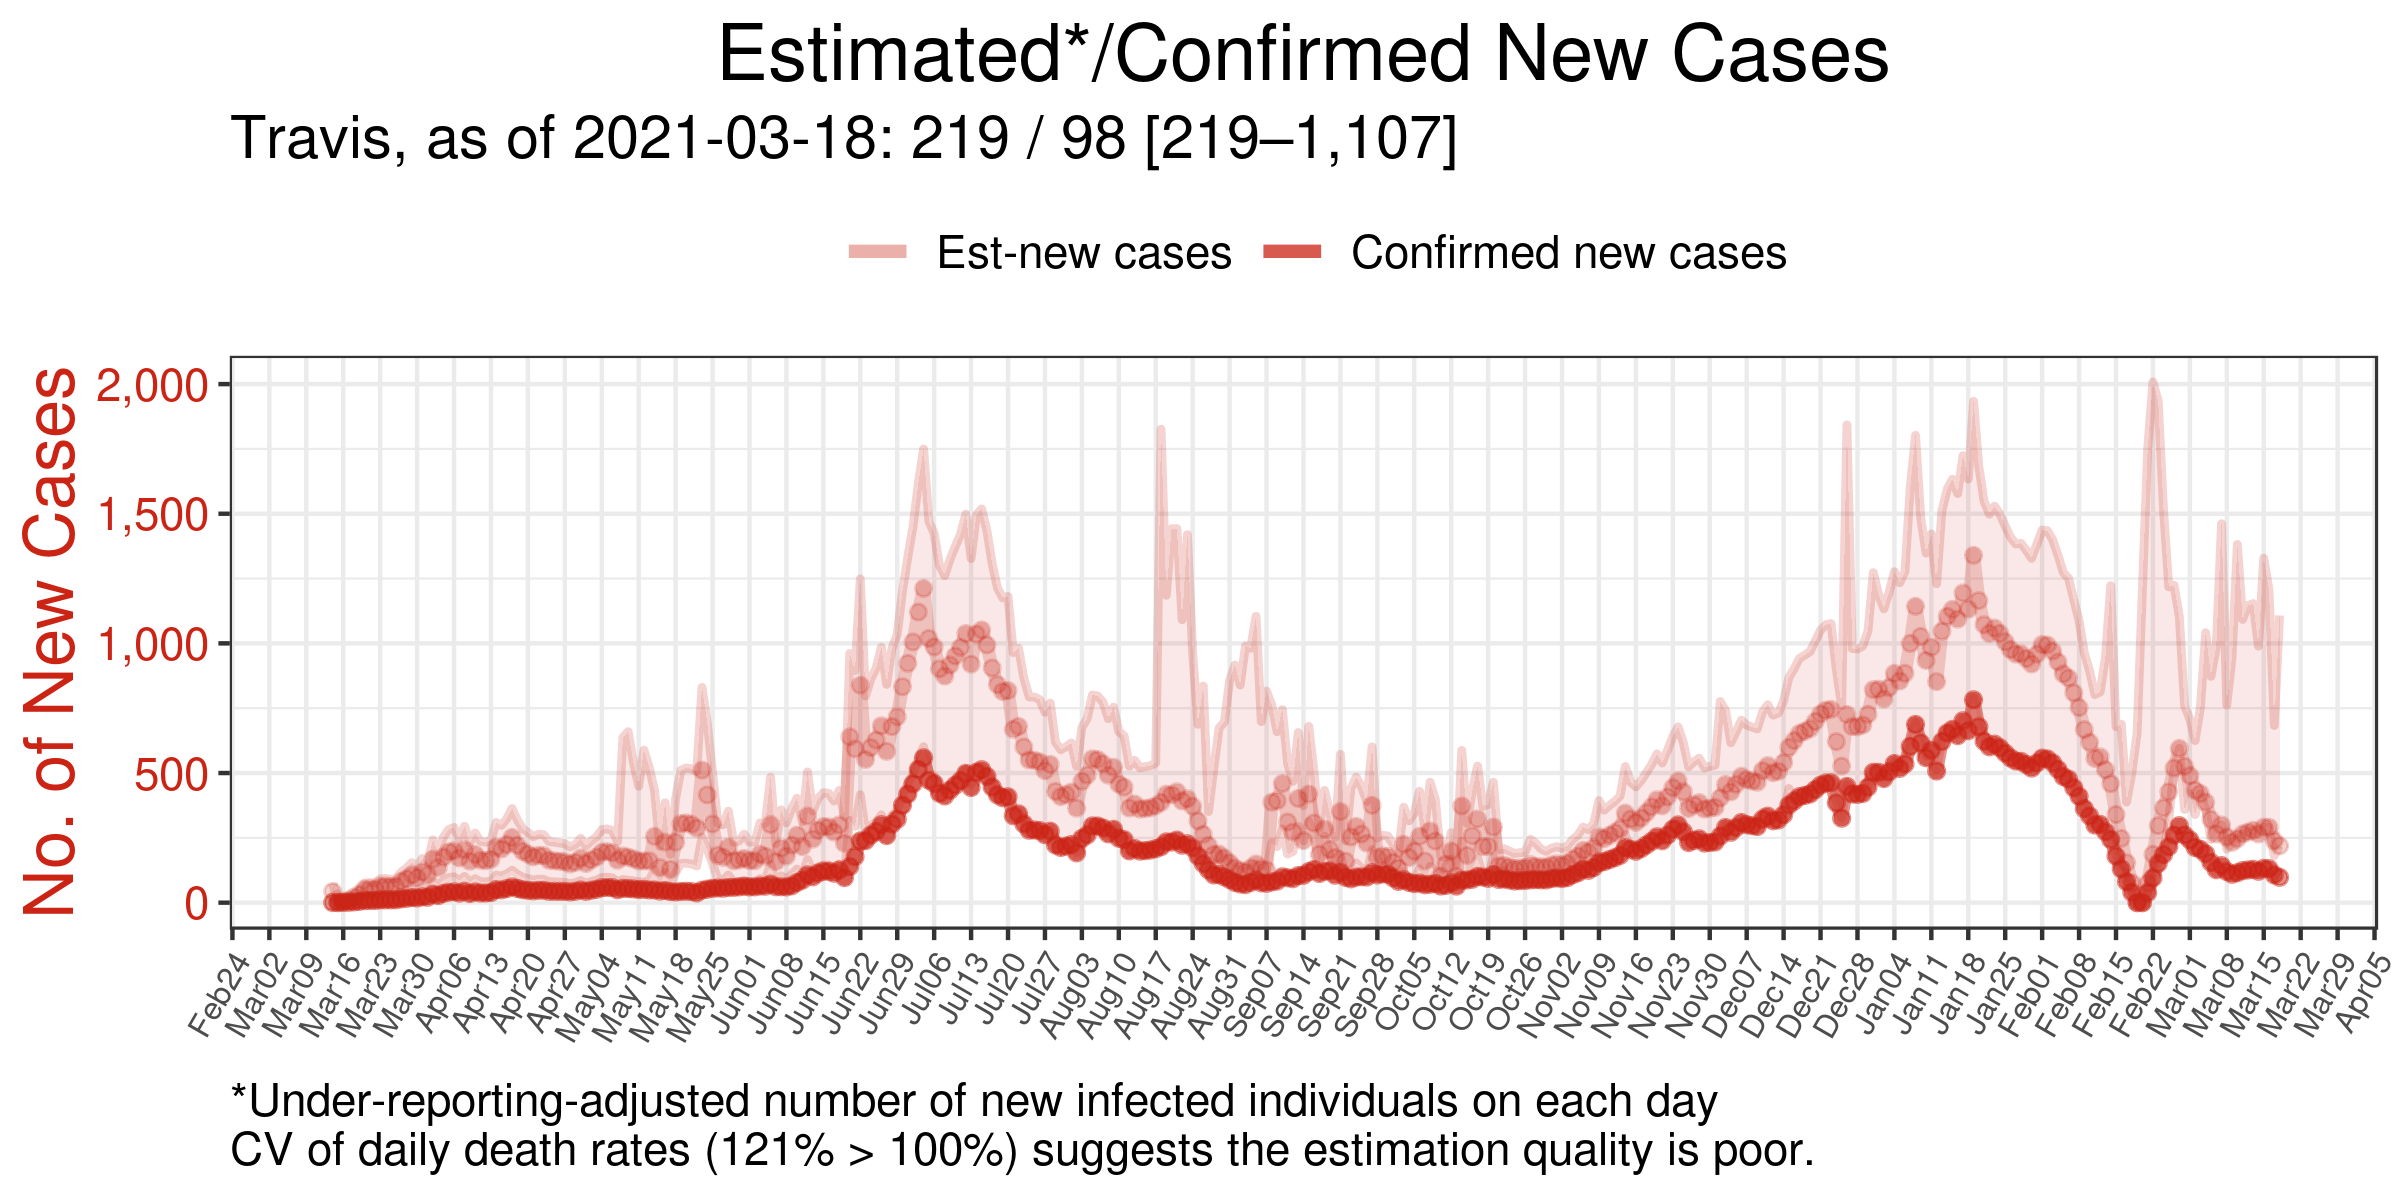 Estimated*/Confirmed New Cases
Travis, as of 2021-03-18: 219 / 98 [219–1,107]
Est-new cases
Confirmed new cases
No. of New Cases
2,000
1,500
1,000
500
0
Feb24
Mar02
Mar09
Mar16
Mar23
Mar30
Apr06
Apr13
Apr20
Apr27
May04
May11
May18
May25
Jun01
Jun08
Jun15
Jun22
Jun29
Jul06
Jul13
Jul20
Jul27
Aug03
Aug10
Aug17
Aug24
Aug31
Sep07
Sep14
Sep21
Sep28
Oct05
Oct12
Oct19
Oct26
Nov02
Nov09
Nov16
Nov23
Nov30
Dec07
Dec14
Dec21
Dec28
Jan04
Jan11
Jan18
Jan25
Feb01
Feb08
Feb15
Feb22
Mar01
Mar08
Mar15
Mar22
Mar29
Apr05
*Under-reporting-adjusted number of new infected individuals on each day
CV of daily death rates (121% > 100%) suggests the estimation quality is poor.